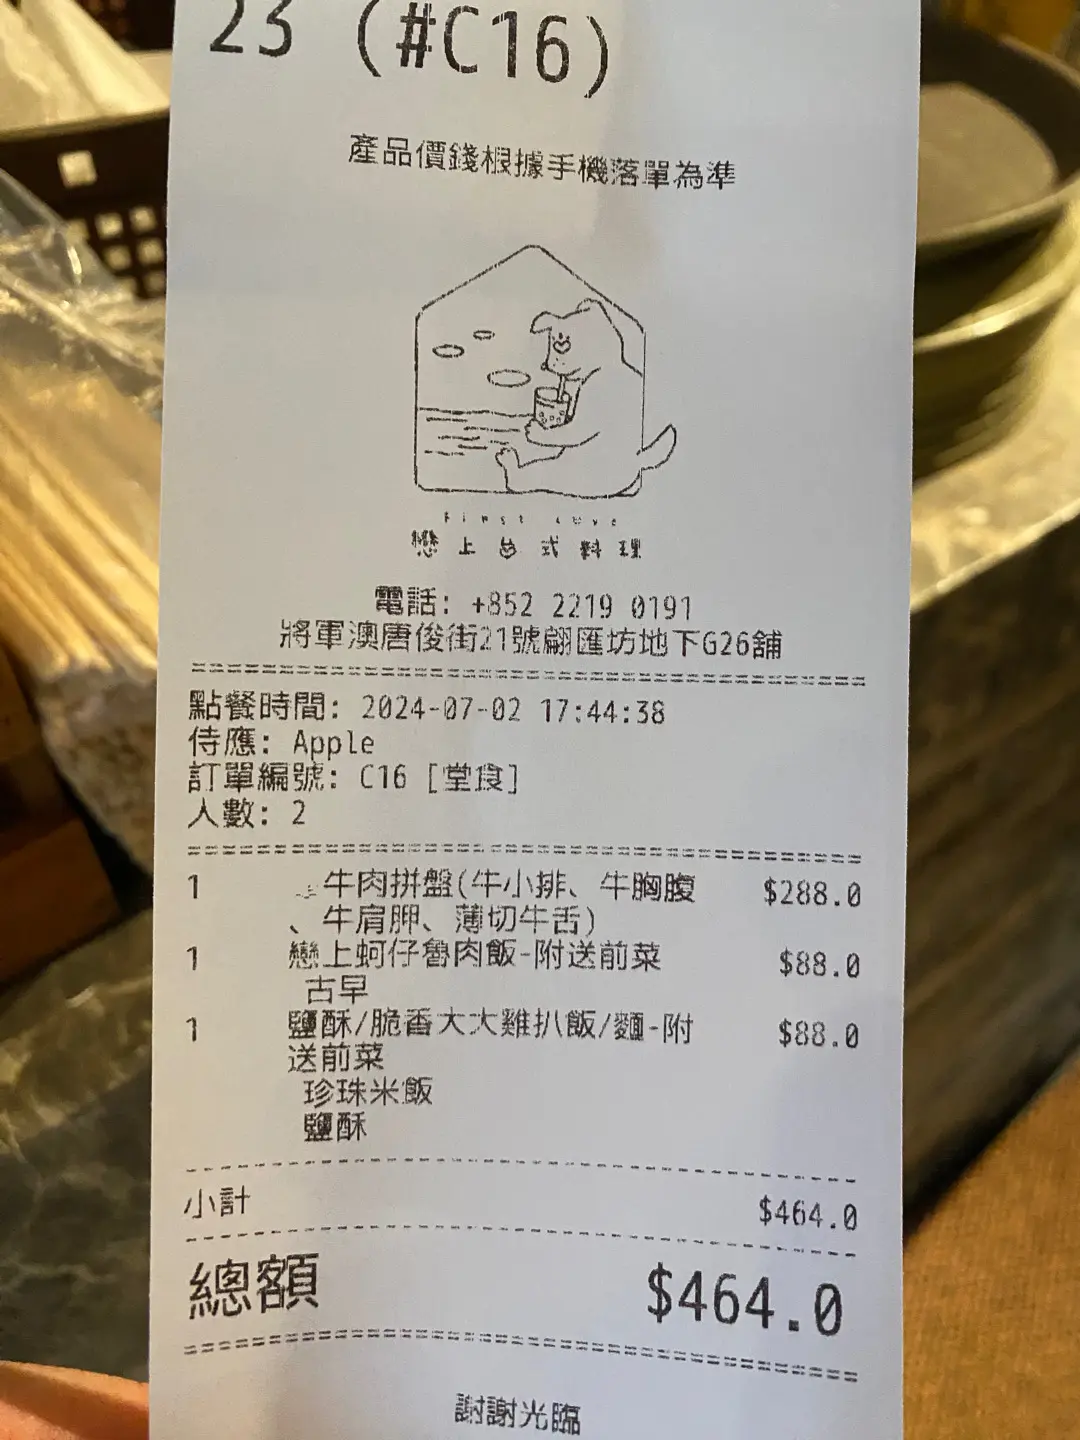 23 (#C16)
產品價錢根據手機落單為準
First Love
戀上台式料理
電話: +852 2219 0191
將軍澳唐俊街21號翩匯坊地下G26舖
點餐時間: 2024-07-02 17:44:38
侍應: Apple
訂單編號: C16 [堂食]
人數: 2
1 牛肉拼盤(牛小排、牛胸腹 $288.0
、牛肩胛、薄切牛舌)
1 戀上蚵仔魯肉飯-附送前菜 $88.0
古早
1 鹽酥/脆香大大雞扒飯/麵-附 $88.0
送前菜
珍珠米飯
鹽酥
小計 $464.0
總額 $464.0
謝謝光臨